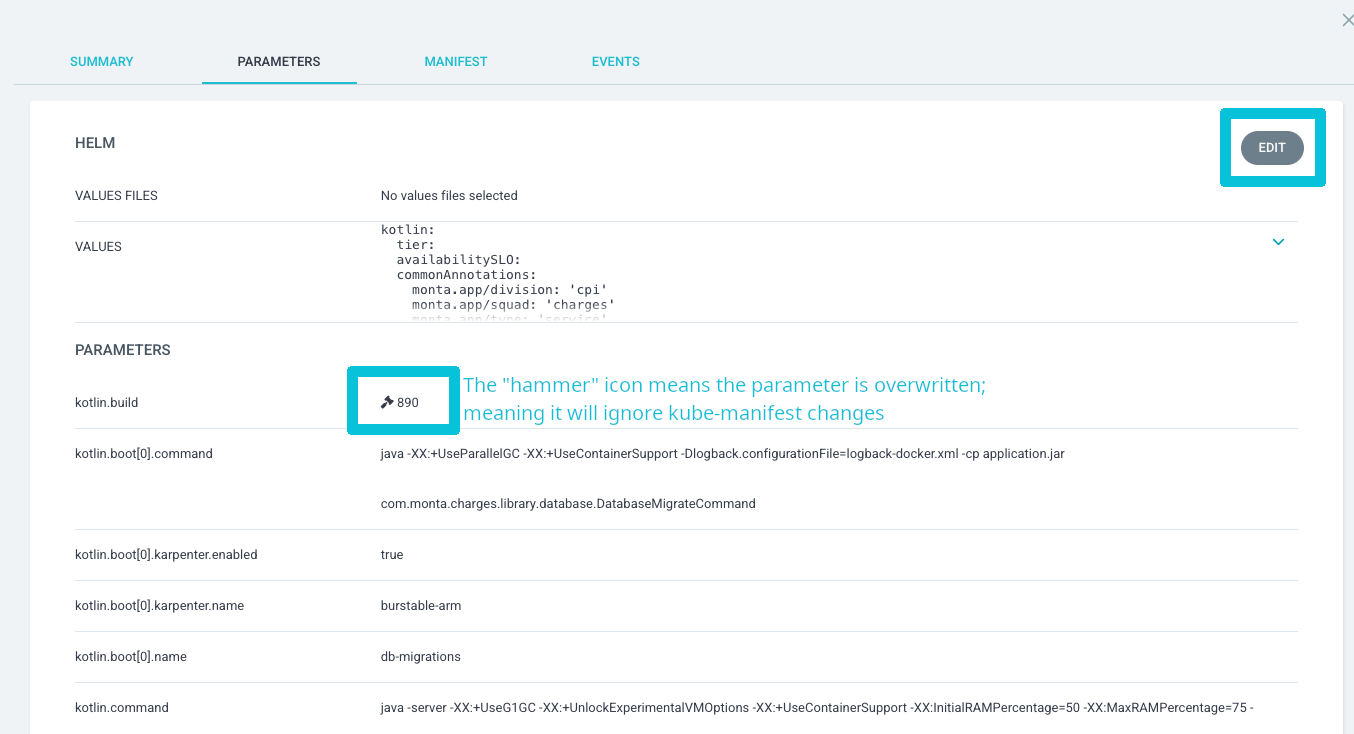 SUMMARY PARAMETERS MANIFEST EVENTS
HELM
EDIT
VALUES FILES No values files selected
VALUES
kotlin:
tier:
availabilitySLO:
commonAnnotations:
monta.app/division: 'cpi'
monta.app/squad: 'charges'
monta.app/type: 'service'
PARAMETERS
kotlin.build 890
The "hammer" icon means the parameter is overwritten;
meaning it will ignore kube-manifest changes
kotlin.boot[0].command java -XX:+UseParallelGC -XX:+UseContainerSupport -Dlogback.configurationFile=logback-docker.xml -cp application.jar
com.monta.charges.library.database.DatabaseMigrateCommand
kotlin.boot[0].karpenter.enabled true
kotlin.boot[0].karpenter.name burstable-arm
kotlin.boot[0].name db-migrations
kotlin.command java -server -XX:+UseG1GC -XX:+UnlockExperimentalVMOptions -XX:+UseContainerSupport -XX:InitialRAMPercentage=50 -XX:MaxRAMPercentage=75 -